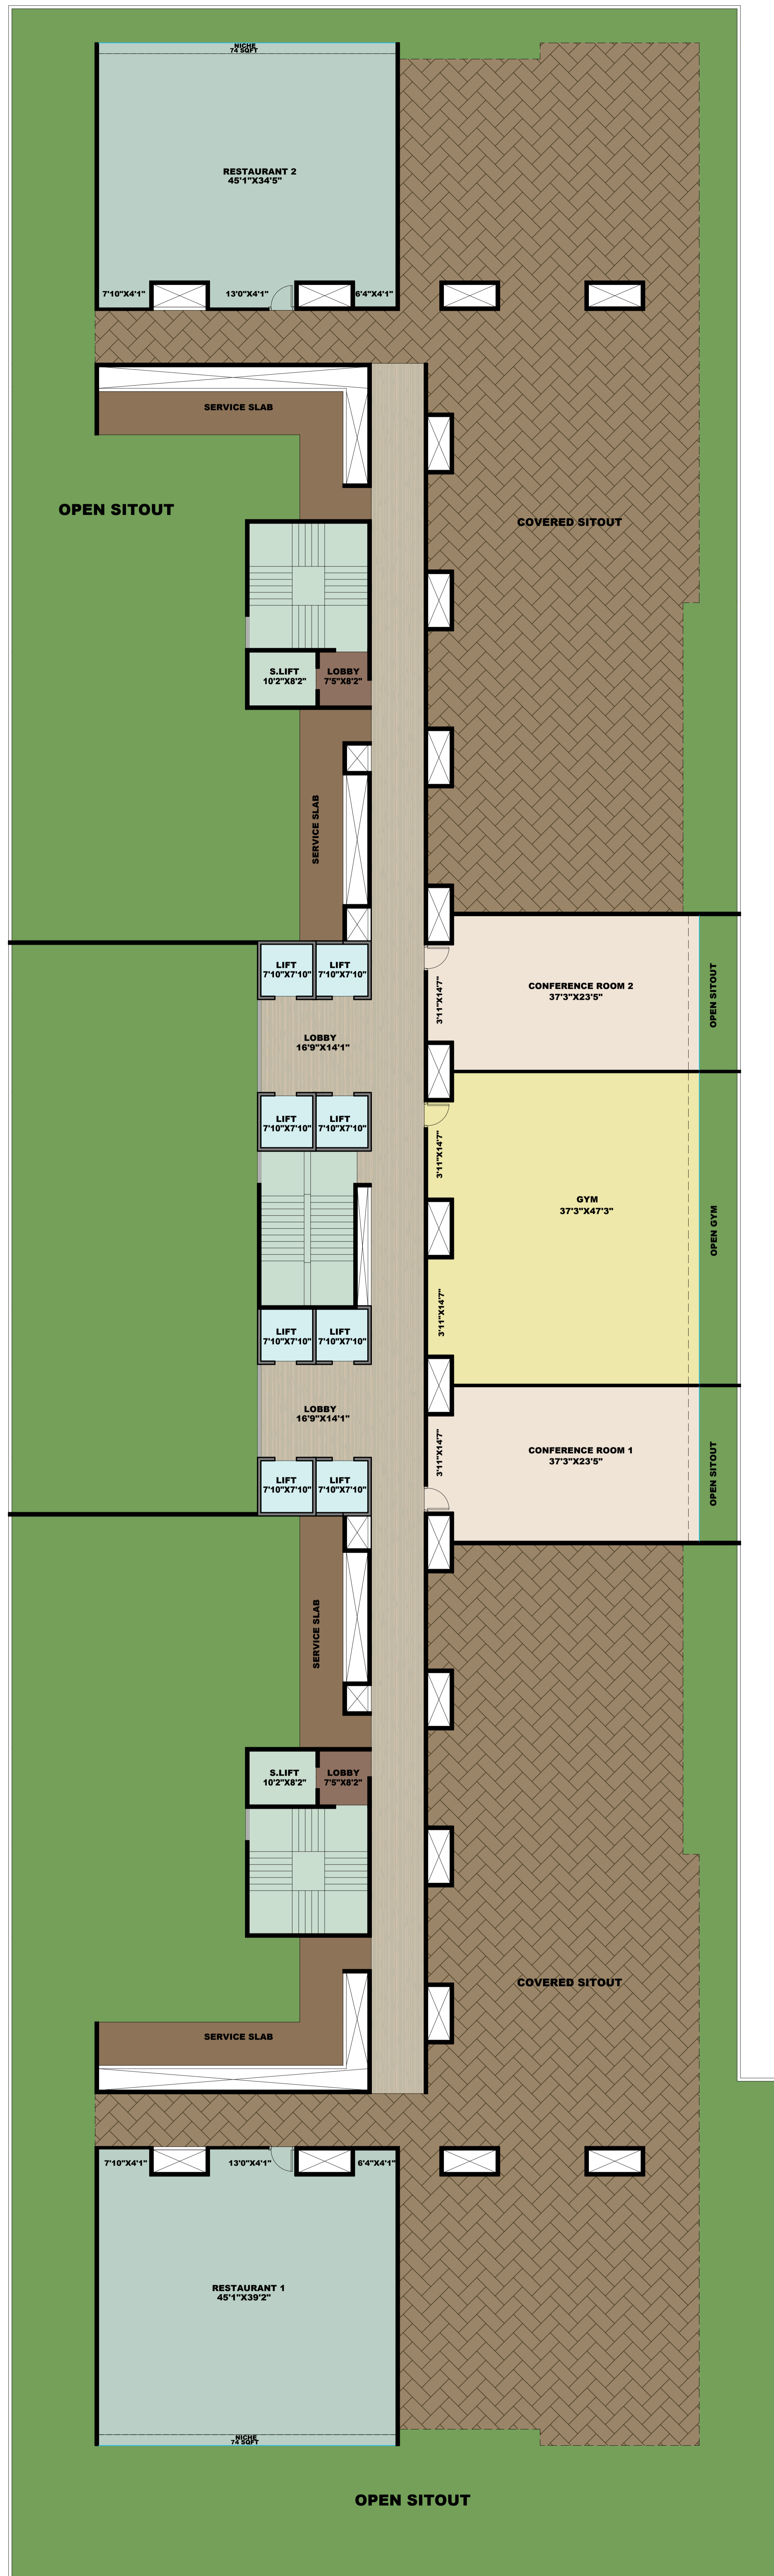 NICHE
74 SQFT
RESTAURANT 2
45'1"X34'5"
7'10"X4'1"
13'0"X4'1"
6'4"X4'1"
SERVICE SLAB
OPEN SITOUT
COVERED SITOUT
S.LIFT
10'2"X8'2"
LOBBY
7'5"X8'2"
SERVICE SLAB
LIFT
7'10"X7'10"
LIFT
7'10"X7'10"
CONFERENCE ROOM 2
37'3"X23'5"
3'11"X14'7"
OPEN SITOUT
LOBBY
16'9"X14'1"
LIFT
7'10"X7'10"
LIFT
7'10"X7'10"
3'11"X14'7"
GYM
37'3"X47'3"
OPEN GYM
3'11"X14'7"
LIFT
7'10"X7'10"
LIFT
7'10"X7'10"
LOBBY
16'9"X14'1"
3'11"X14'7"
CONFERENCE ROOM 1
37'3"X23'5"
OPEN SITOUT
LIFT
7'10"X7'10"
LIFT
7'10"X7'10"
SERVICE SLAB
S.LIFT
10'2"X8'2"
LOBBY
7'5"X8'2"
COVERED SITOUT
SERVICE SLAB
7'10"X4'1"
13'0"X4'1"
6'4"X4'1"
RESTAURANT 1
45'1"X39'2"
NICHE
74 SQFT
OPEN SITOUT